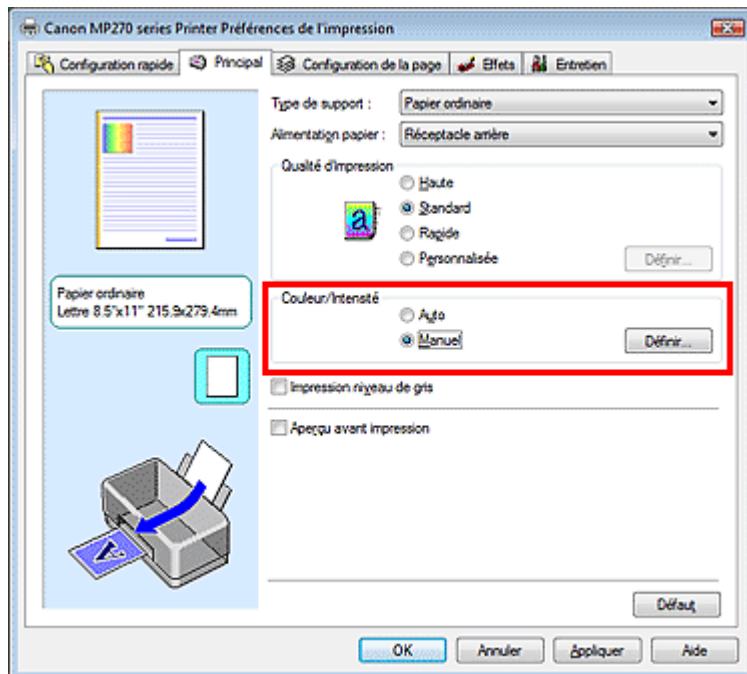 Canon MP270 series Printer Préférences de l'impression
Configuration rapide Principal Configuration de la page Effets Entretien
Type de support : Papier ordinaire
Alimentation papier : Réceptacle arrière
Qualité d'impression
Haute
a Standard
Rapide
Personnalisée Définir...
Papier ordinaire
Lettre 8.5"x11" 215.9x279.4mm
Couleur/Intensité
Auto
Manuel Définir...
Impression niveau de gris
Aperçu avant impression
A
Défaut
OK Annuler Appliquer Aide